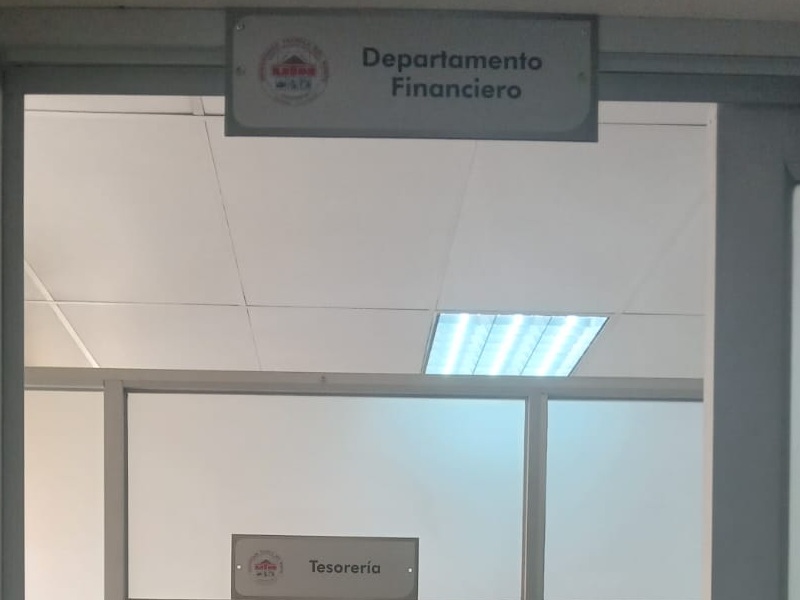 Departamento
Financiero
Tesorería